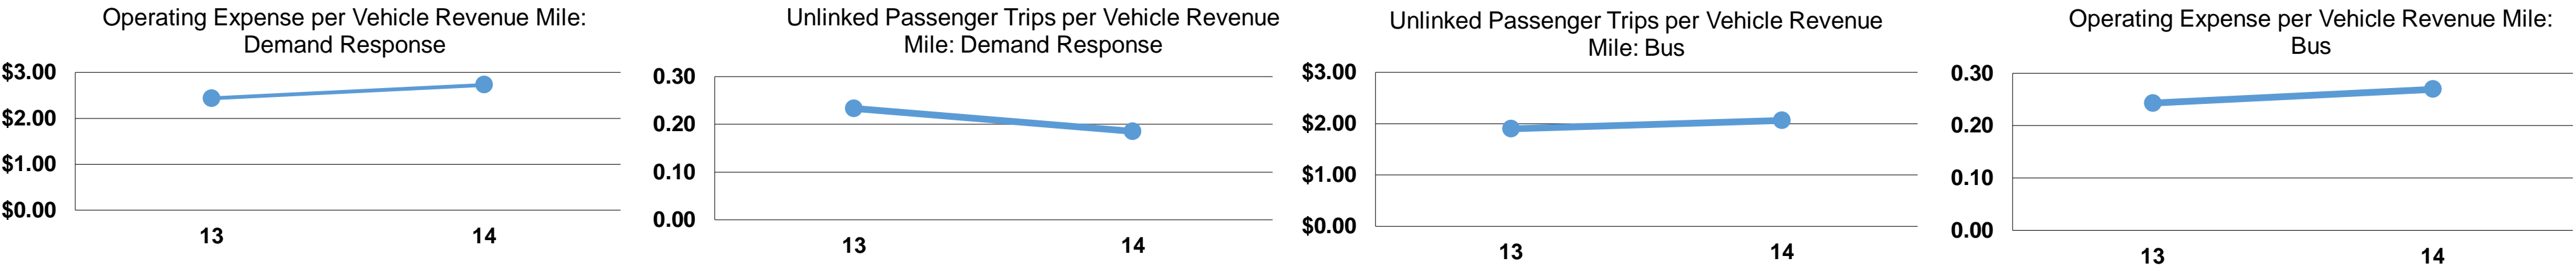 Operating Expense per Vehicle Revenue Mile:
Demand Response
$3.00
$2.00
$1.00
$0.00
13 14
Unlinked Passenger Trips per Vehicle Revenue
Mile: Demand Response
0.30
0.20
0.10
0.00
13 14
Unlinked Passenger Trips per Vehicle Revenue
Mile: Bus
$3.00
$2.00
$1.00
$0.00
13 14
Operating Expense per Vehicle Revenue Mile:
Bus
0.30
0.20
0.10
0.00
13 14